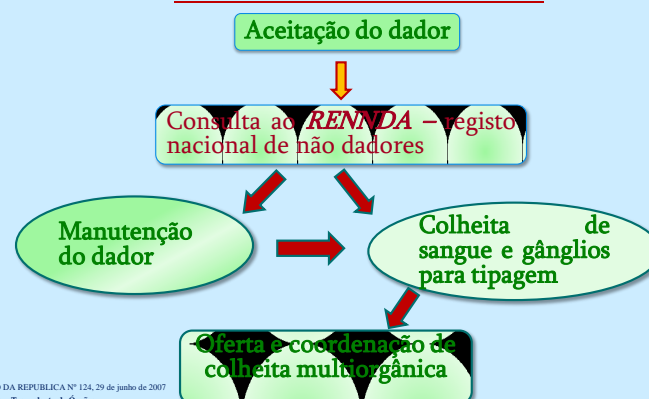 Aceitação do dador
Consulta ao RENNDA – registo
nacional de não dadores
Manutenção
do dador
Colheita de
sangue e gânglios
para tipagem
Oferta e coordenação de
colheita multiorgânica
DA REPUBLICA Nº 124, 29 de junho de 2007